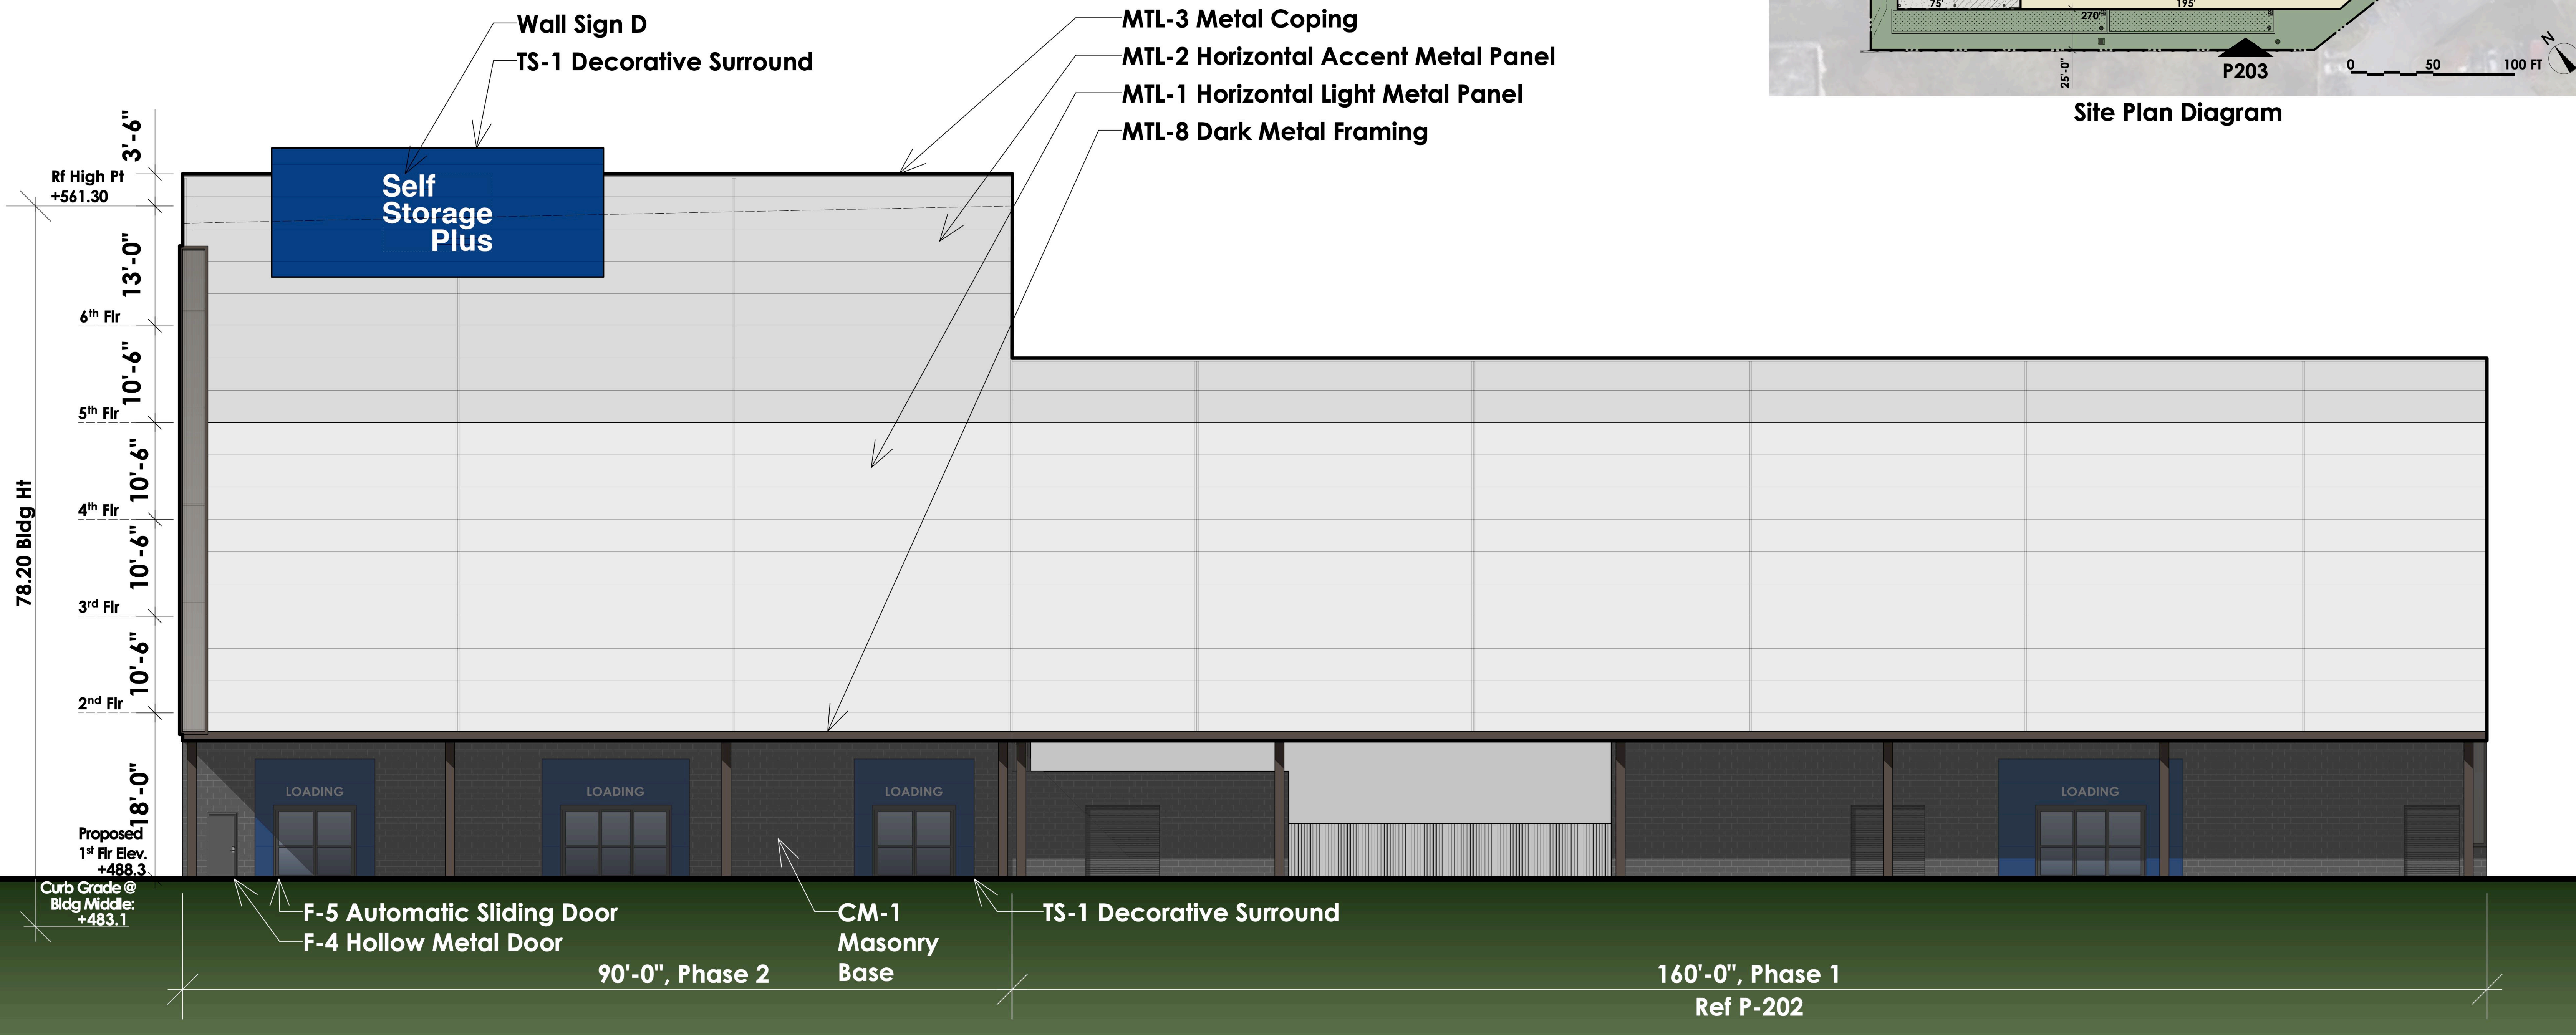 Wall Sign D
TS-1 Decorative Surround
MTL-3 Metal Coping
MTL-2 Horizontal Accent Metal Panel
MTL-1 Horizontal Light Metal Panel
MTL-8 Dark Metal Framing
75'
195'
270'
25'-0"
P203
0 50 100 FT
N
Site Plan Diagram
3'-6"
Rf High Pt
+561.30
13'-0"
6th Flr
10'-6"
5th Flr
10'-6"
4th Flr
10'-6"
3rd Flr
10'-6"
2nd Flr
18'-0"
78.20 Bldg Ht
Proposed
1st Flr Elev.
+488.3
Curb Grade @
Bldg Middle:
+483.1
Self
Storage
Plus
LOADING
LOADING
LOADING
LOADING
F-5 Automatic Sliding Door
F-4 Hollow Metal Door
CM-1
Masonry
Base
TS-1 Decorative Surround
90'-0", Phase 2
160'-0", Phase 1
Ref P-202